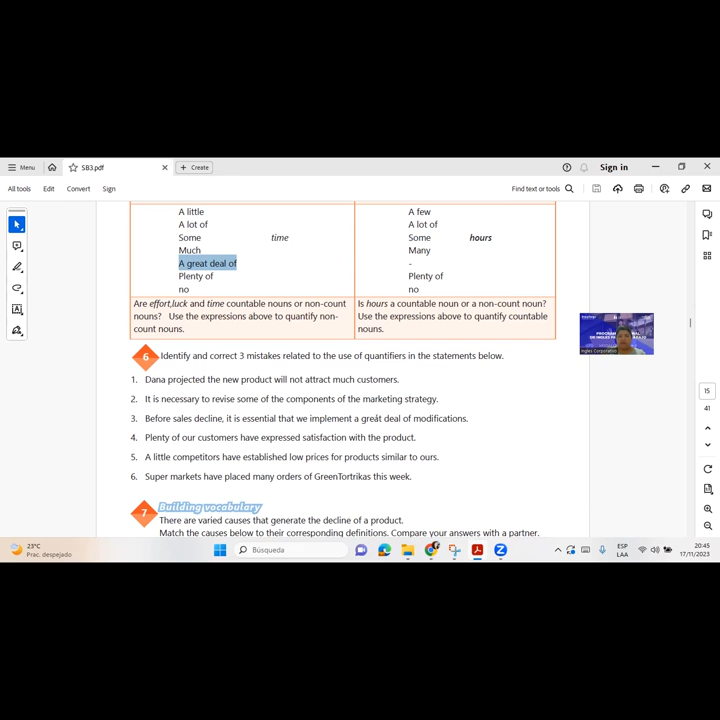 Menu
SB3.pdf
Create
Sign in
All tools
Edit
Convert
Sign
Find text or tools
A little
A lot of
Some
time
Much
A great deal of
Plenty of
no
A few
A lot of
Some
hours
Many
-
Plenty of
no
Are effort,luck and time countable nouns or non-count
nouns? Use the expressions above to quantify non-
count nouns.
Is hours a countable noun or a non-count noun?
Use the expressions above to quantify countable
nouns.
6 Identify and correct 3 mistakes related to the use of quantifiers in the statements below.
1. Dana projected the new product will not attract much customers.
2. It is necessary to revise some of the components of the marketing strategy.
3. Before sales decline, it is essential that we implement a great deal of modifications.
4. Plenty of our customers have expressed satisfaction with the product.
5. A little competitors have established low prices for products similar to ours.
6. Super markets have placed many orders of GreenTortrikas this week.
7 Building vocabulary
There are varied causes that generate the decline of a product.
Match the causes below to their corresponding definitions. Compare your answers with a partner.
Ingles Corporativo
15
41
23°C
Prac. despejado
Búsqueda
ESP
LAA
20:45
17/11/2023